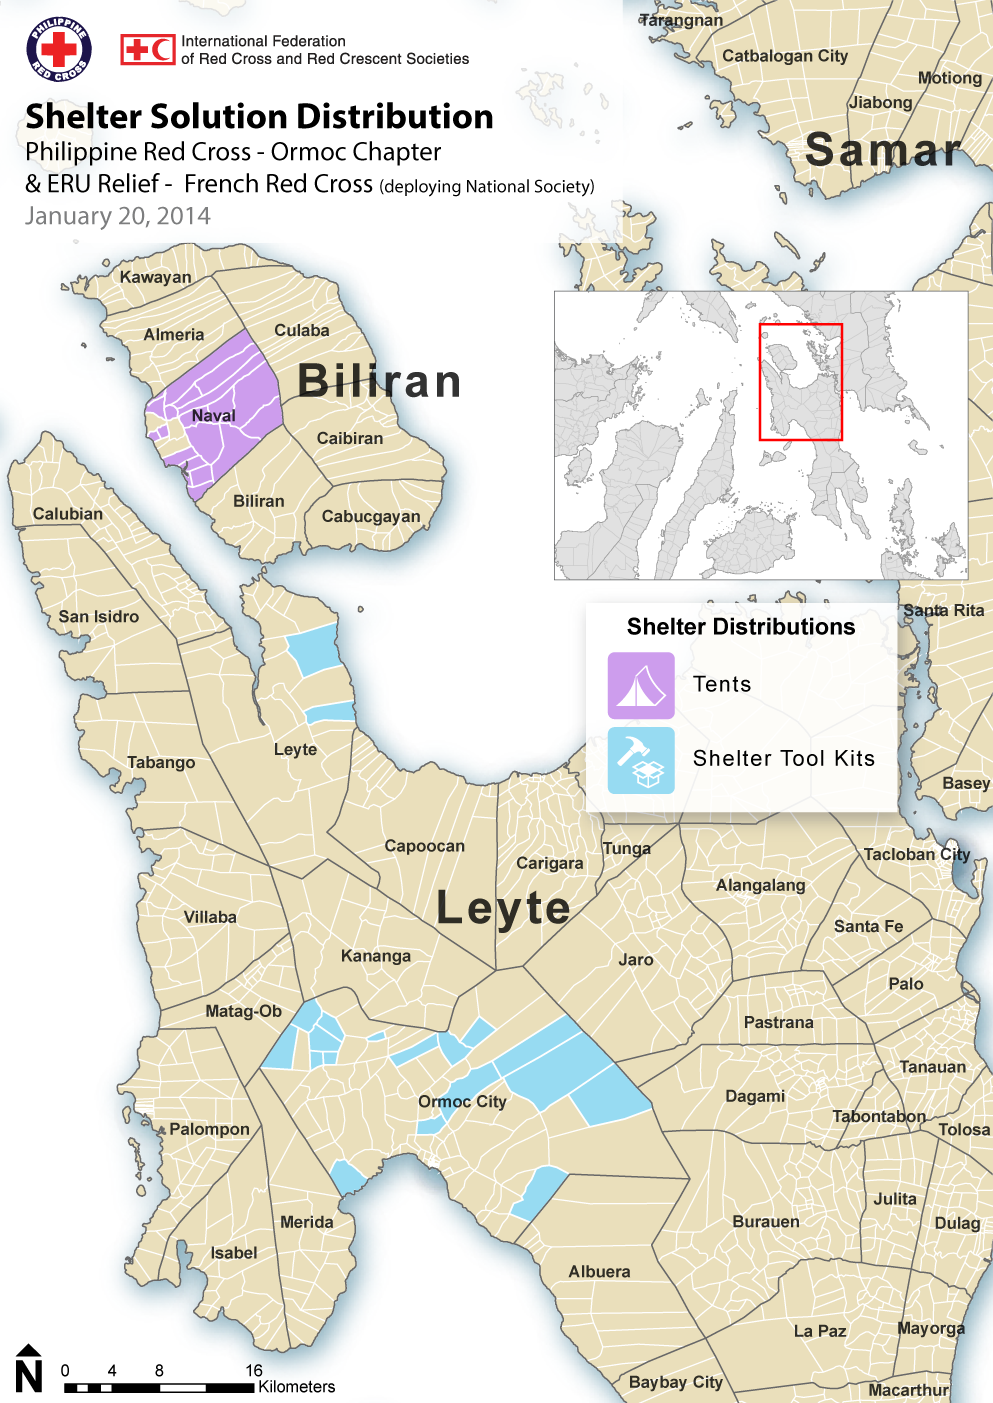 PHILIPPINE
RED CROSS
International Federation
of Red Cross and Red Crescent Societies
Shelter Solution Distribution
Philippine Red Cross - Ormoc Chapter
& ERU Relief - French Red Cross (deploying National Society)
January 20, 2014
Tarangnan
Catbalogan City
Motiong
Jiabong
Samar
Kawayan
Almeria
Culaba
Biliran
Naval
Caibiran
Biliran
Cabucgayan
Calubian
San Isidro
Santa Rita
Shelter Distributions
Tents
Shelter Tool Kits
Leyte
Tabango
Basey
Capoocan
Carigara
Tunga
Tacloban City
Alangalang
Leyte
Villaba
Santa Fe
Kananga
Jaro
Palo
Matag-Ob
Pastrana
Tanauan
Ormoc City
Dagami
Tabontabon
Palompon
Tolosa
Julita
Merida
Burauen
Dulag
Isabel
Albuera
La Paz
Mayorga
Baybay City
Macarthur
N
0 4 8 16
Kilometers